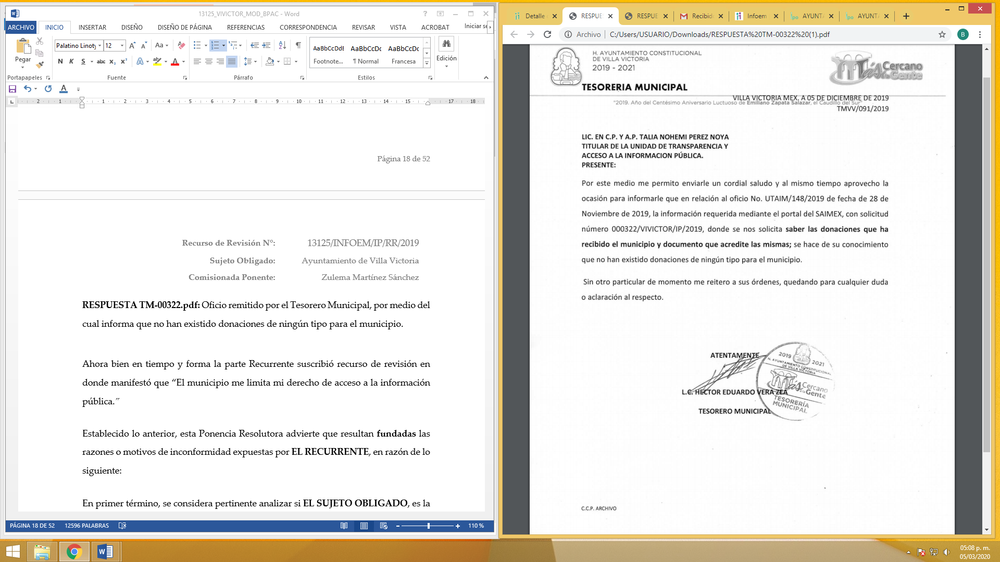 13125_VIVICTOR_MOD_BPAC - Word
ARCHIVO INICIO INSERTAR DISEÑO DISEÑO DE PÁGINA REFERENCIAS CORRESPONDENCIA REVISAR VISTA ACROBAT Iniciar se
Palatino Linoty 12
Pegar
N K S abc x₂ x²
AaBbCcDdE AaBbCcDc AaBbCcDc
Footnote... ¶ Normal Francesa
Edición
Portapapeles Fuente Párrafo Estilos
2 1 1 2 3 4 5 6 7 8 9 10 11 12 13 14 15 17 18
Página 18 de 52
Recurso de Revisión N°: 13125/INFOEM/IP/RR/2019
Sujeto Obligado: Ayuntamiento de Villa Victoria
Comisionada Ponente: Zulema Martínez Sánchez
RESPUESTA TM-00322.pdf: Oficio remitido por el Tesorero Municipal, por medio del
cual informa que no han existido donaciones de ningún tipo para el municipio.
Ahora bien en tiempo y forma la parte Recurrente suscribió recurso de revisión en
donde manifestó que “El municipio me limita mi derecho de acceso a la información
pública.”
Establecido lo anterior, esta Ponencia Resolutora advierte que resultan fundadas las
razones o motivos de inconformidad expuestas por EL RECURRENTE, en razón de lo
siguiente:
En primer término, se considera pertinente analizar si EL SUJETO OBLIGADO, es la
PÁGINA 18 DE 52 12596 PALABRAS 110 %
Detalle RESPUE RESPUE Recibid Infoem AYUNT AYUNT
Archivo | C:/Users/USUARIO/Downloads/RESPUESTA%20TM-00322%20(1).pdf B
H. AYUNTAMIENTO CONSTITUCIONAL
DE VILLA VICTORIA
2019 - 2021
Más Cercano a la Gente
TESORERIA MUNICIPAL
VILLA VICTORIA MEX. A 05 DE DICIEMBRE DE 2019
"2019. Año del Centésimo Aniversario Luctuoso de Emiliano Zapata Salazar, el Caudillo del Sur"
TMVV/091/2019
LIC. EN C.P. Y A.P. TALIA NOHEMI PEREZ NOYA
TITULAR DE LA UNIDAD DE TRANSPARENCIA Y
ACCESO A LA INFORMACION PÚBLICA.
PRESENTE:
Por este medio me permito enviarle un cordial saludo y al mismo tiempo aprovecho la
ocasión para informarle que en relación al oficio No. UTAIM/148/2019 de fecha de 28 de
Noviembre de 2019, la información requerida mediante el portal del SAIMEX, con solicitud
número 000322/VIVICTOR/IP/2019, donde se nos solicita saber las donaciones que ha
recibido el municipio y documento que acredite las mismas; se hace de su conocimiento
que no han existido donaciones de ningún tipo para el municipio.
Sin otro particular de momento me reitero a sus órdenes, quedando para cualquier duda
o aclaración al respecto.
ATENTAMENTE
L.C. HECTOR EDUARDO VERA ZEA
TESORERO MUNICIPAL
2019 2021
H. AYUNTAMIENTO CONSTITUCIONAL
DE VILLA VICTORIA
Más Cercano a la Gente
TESORERÍA
MUNICIPAL
C.C.P. ARCHIVO
05:08 p. m.
05/03/2020